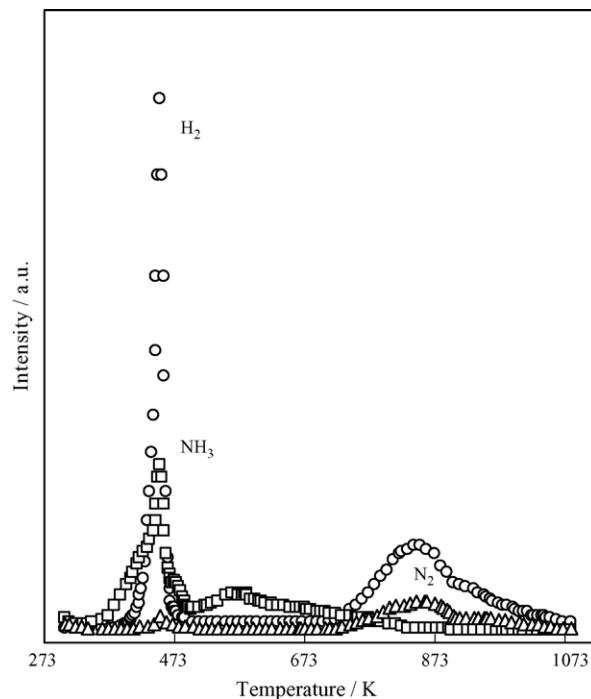 H₂
NH₃
N₂
Intensity / a.u.
273 473 673 873 1073
Temperature / K